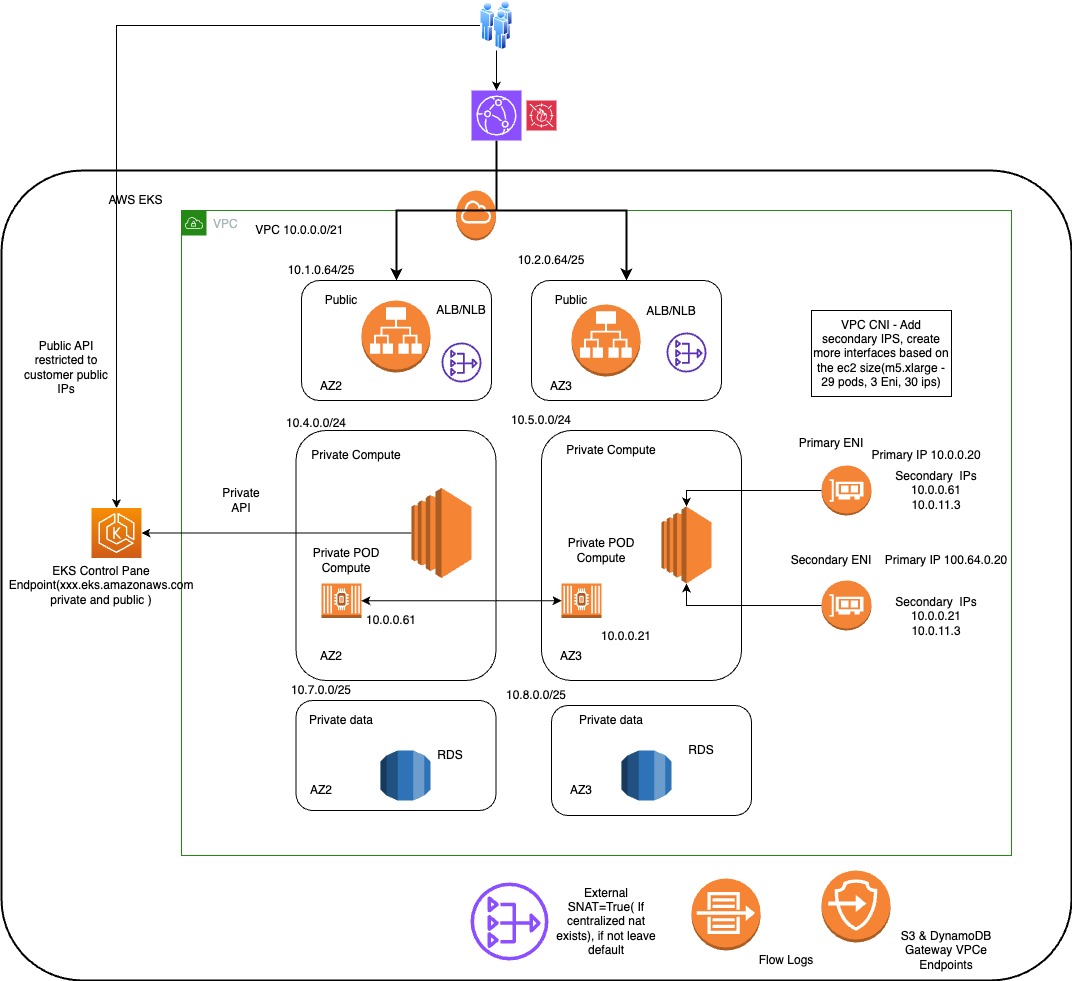 AWS EKS
VPC
VPC 10.0.0.0/21
10.1.0.64/25
10.2.0.64/25
Public
ALB/NLB
AZ2
Public
ALB/NLB
AZ3
VPC CNI - Add
secondary IPS, create
more interfaces based on
the ec2 size(m5.xlarge -
29 pods, 3 Eni, 30 ips)
Public API
restricted to
customer public
IPs
10.4.0.0/24
10.5.0.0/24
Private Compute
Private POD
Compute
10.0.0.61
AZ2
Private Compute
Private POD
Compute
10.0.0.21
AZ3
Primary ENI
Primary IP 10.0.0.20
Secondary IPs
10.0.0.61
10.0.11.3
Secondary ENI
Primary IP 100.64.0.20
Secondary IPs
10.0.0.21
10.0.11.3
Private
API
K
EKS Control Pane
Endpoint(xxx.eks.amazonaws.com
private and public )
10.7.0.0/25
10.8.0.0/25
Private data
RDS
AZ2
Private data
RDS
AZ3
External
SNAT=True( If
centralized nat
exists), if not leave
default
Flow Logs
S3 & DynamoDB
Gateway VPCe
Endpoints